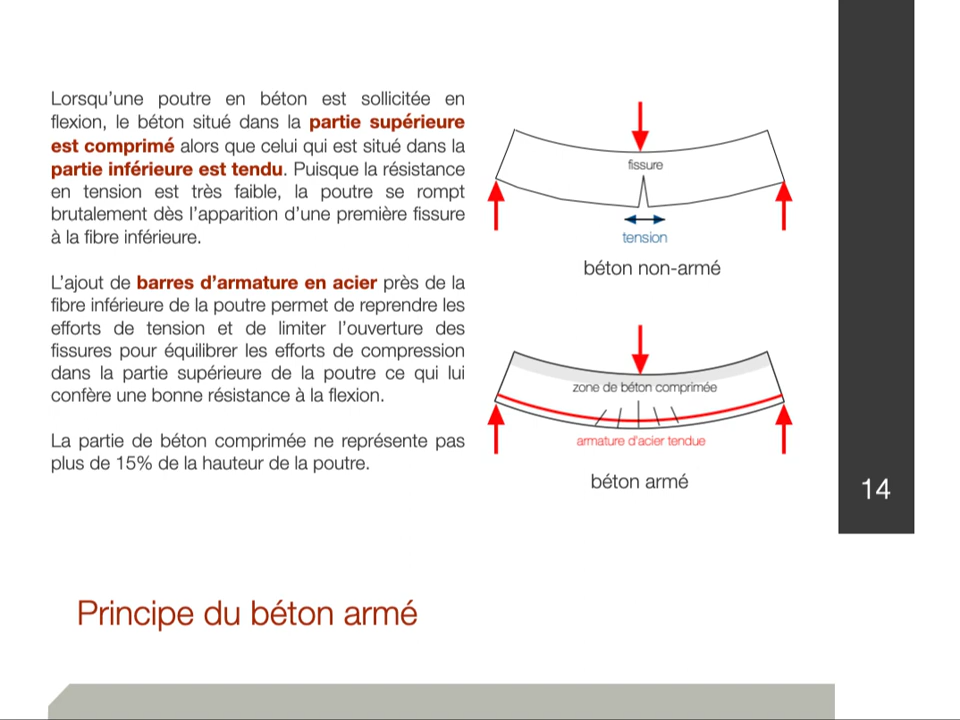 Lorsqu'une poutre en béton est sollicitée en
flexion, le béton situé dans la partie supérieure
est comprimé alors que celui qui est situé dans la
partie inférieure est tendu. Puisque la résistance
en tension est très faible, la poutre se rompt
brutalement dès l'apparition d'une première fissure
à la fibre inférieure.
L'ajout de barres d'armature en acier près de la
fibre inférieure de la poutre permet de reprendre les
efforts de tension et de limiter l'ouverture des
fissures pour équilibrer les efforts de compression
dans la partie supérieure de la poutre ce qui lui
confère une bonne résistance à la flexion.
La partie de béton comprimée ne représente pas
plus de 15% de la hauteur de la poutre.
fissure
tension
béton non-armé
zone de béton comprimée
armature d'acier tendue
béton armé
14
Principe du béton armé